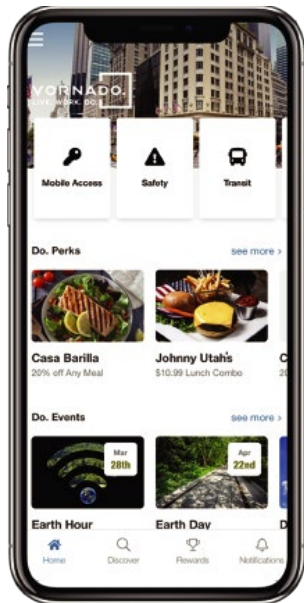 VORNADO.
LIVE. WORK. DO.
Mobile Access
Safety
Transit
Do. Perks
see more >
Casa Barilla
20% off Any Meal
Johnny Utah's
$10.99 Lunch Combo
C
20
Do. Events
see more >
Mar
28th
Apr
22nd
Earth Hour
Earth Day
D
Home
Discover
Rewards
Notifications